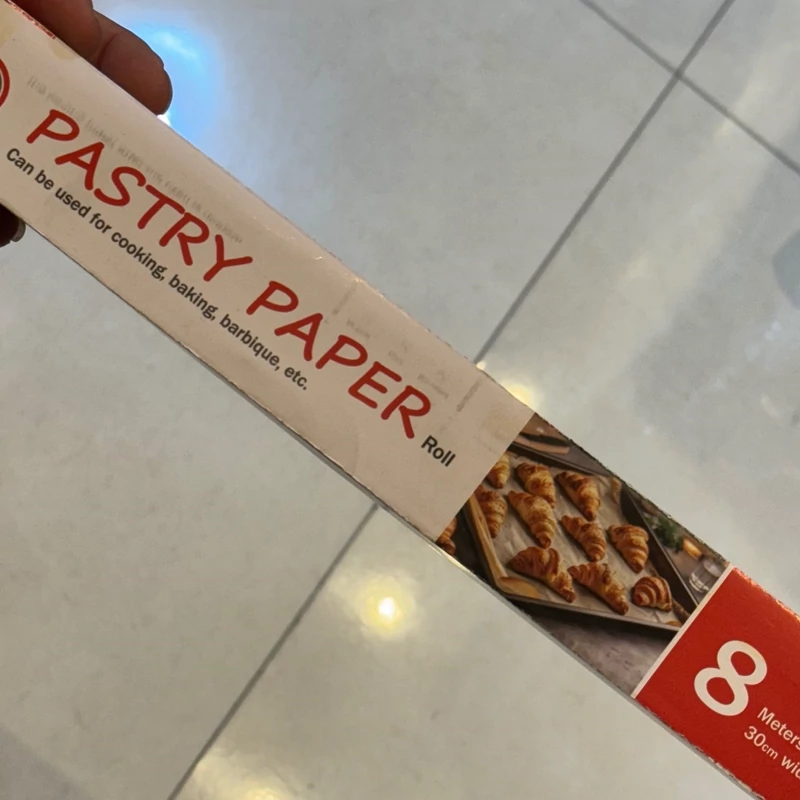 PASTRY PAPER Roll
Can be used for cooking, baking, barbique, etc.
8 Meters
30cm